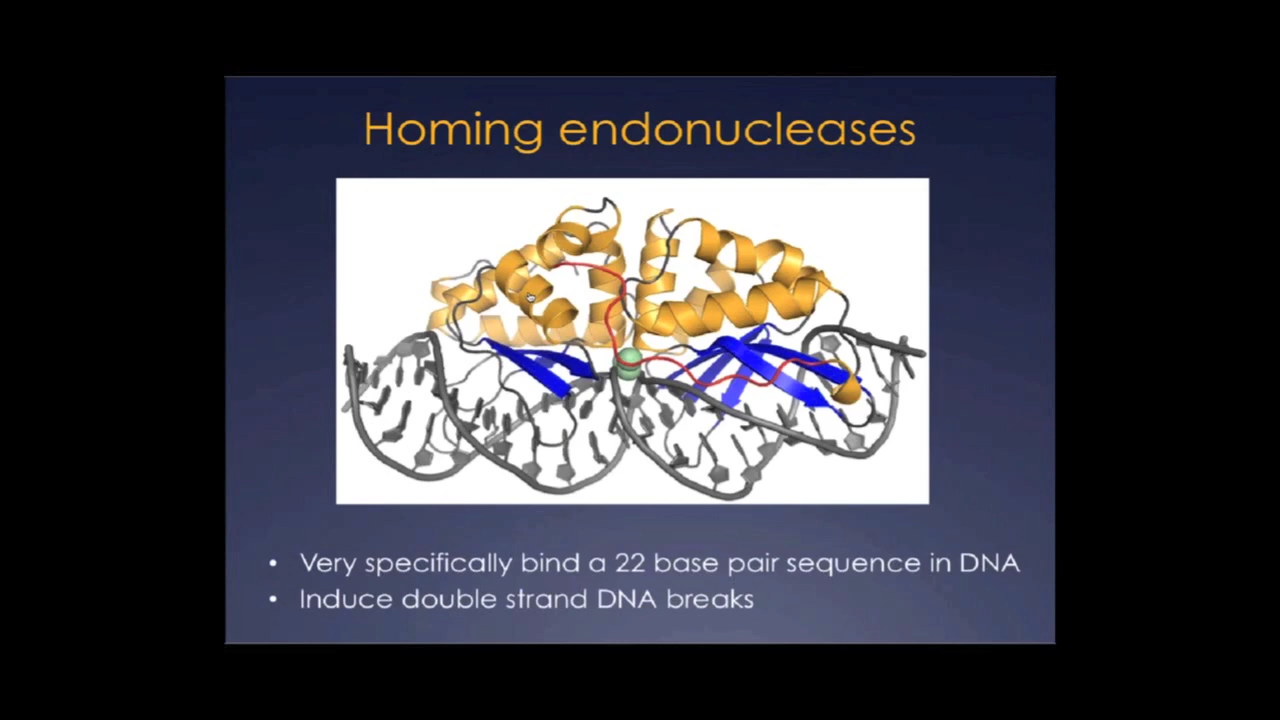 Homing endonucleases
• Very specifically bind a 22 base pair sequence in DNA
• Induce double strand DNA breaks